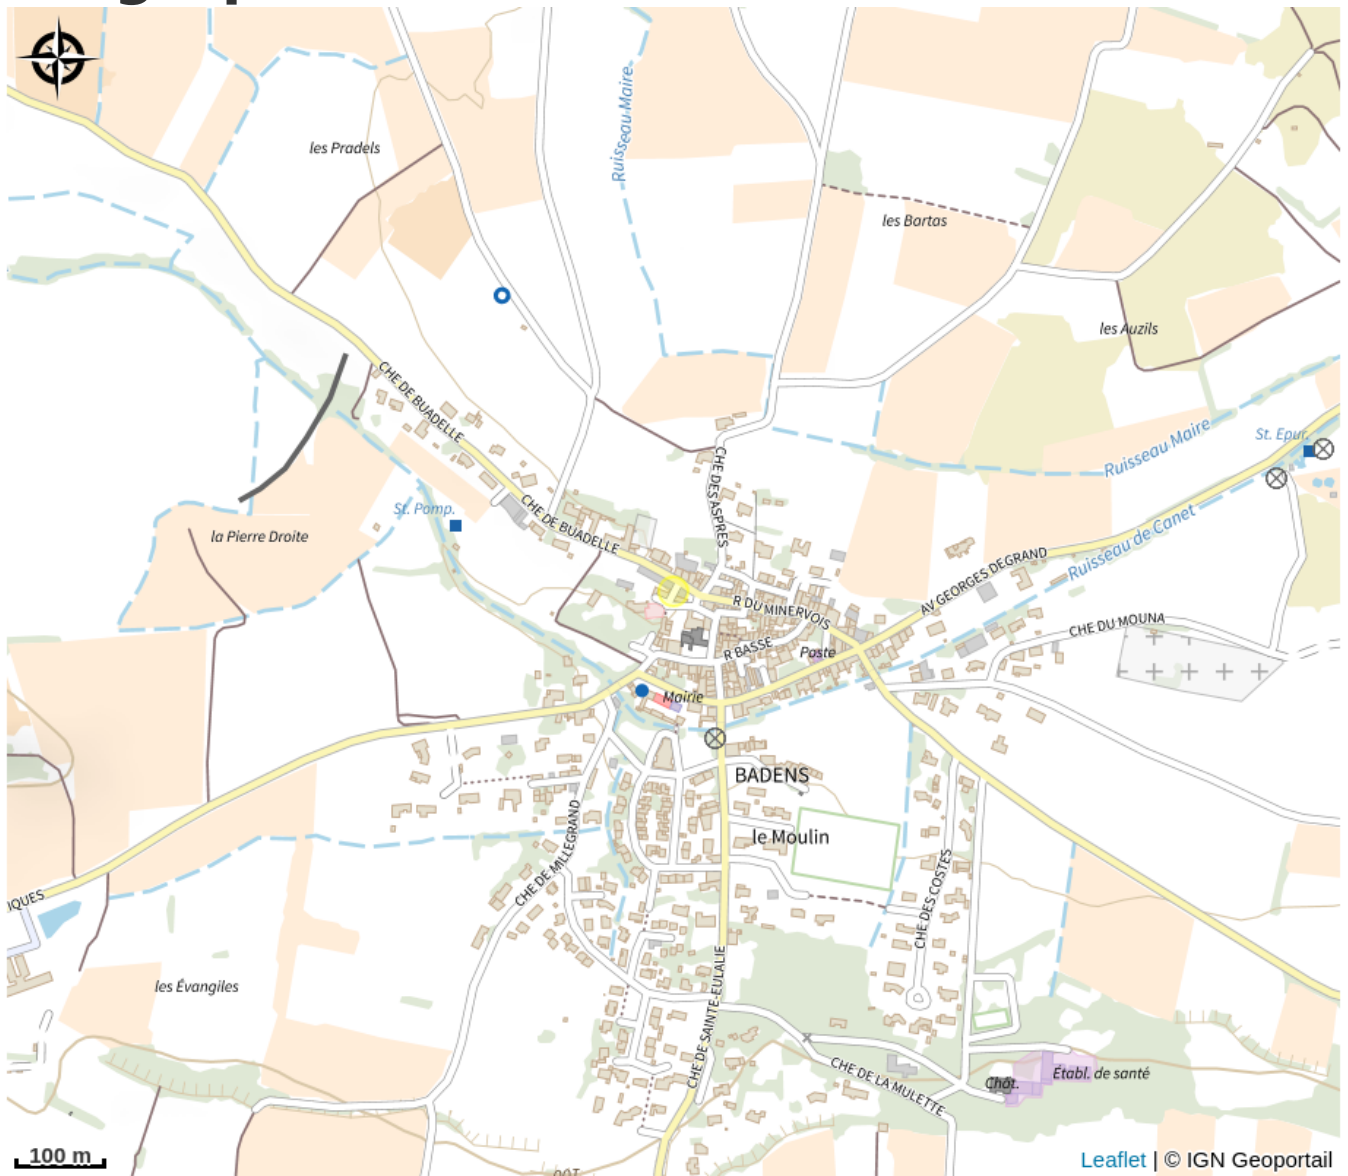 Ruisseau Maire
les Pradels
les Bartas
les Auzils
CHE DE BUADELLE
Ruisseau Maire
St. Epur.
CHE DES ASPRES
CHE DE BUADELLE
St. Pomp.
la Pierre Droite
Ruisseau de Canet
AV GEORGES DEGRAND
R DU MINERVOIS
CHE DU MOUNA
R BASSE
Poste
Mairie
BADENS
le Moulin
CHE DE MILLEGRAND
CHE DES COSTES
IQUES
les Évangiles
CHE DE SAINTE-EULALIE
CHE DE LA MULETTE
Chât.
Établ. de santé
100 m
Leaflet | © IGN Geoportail